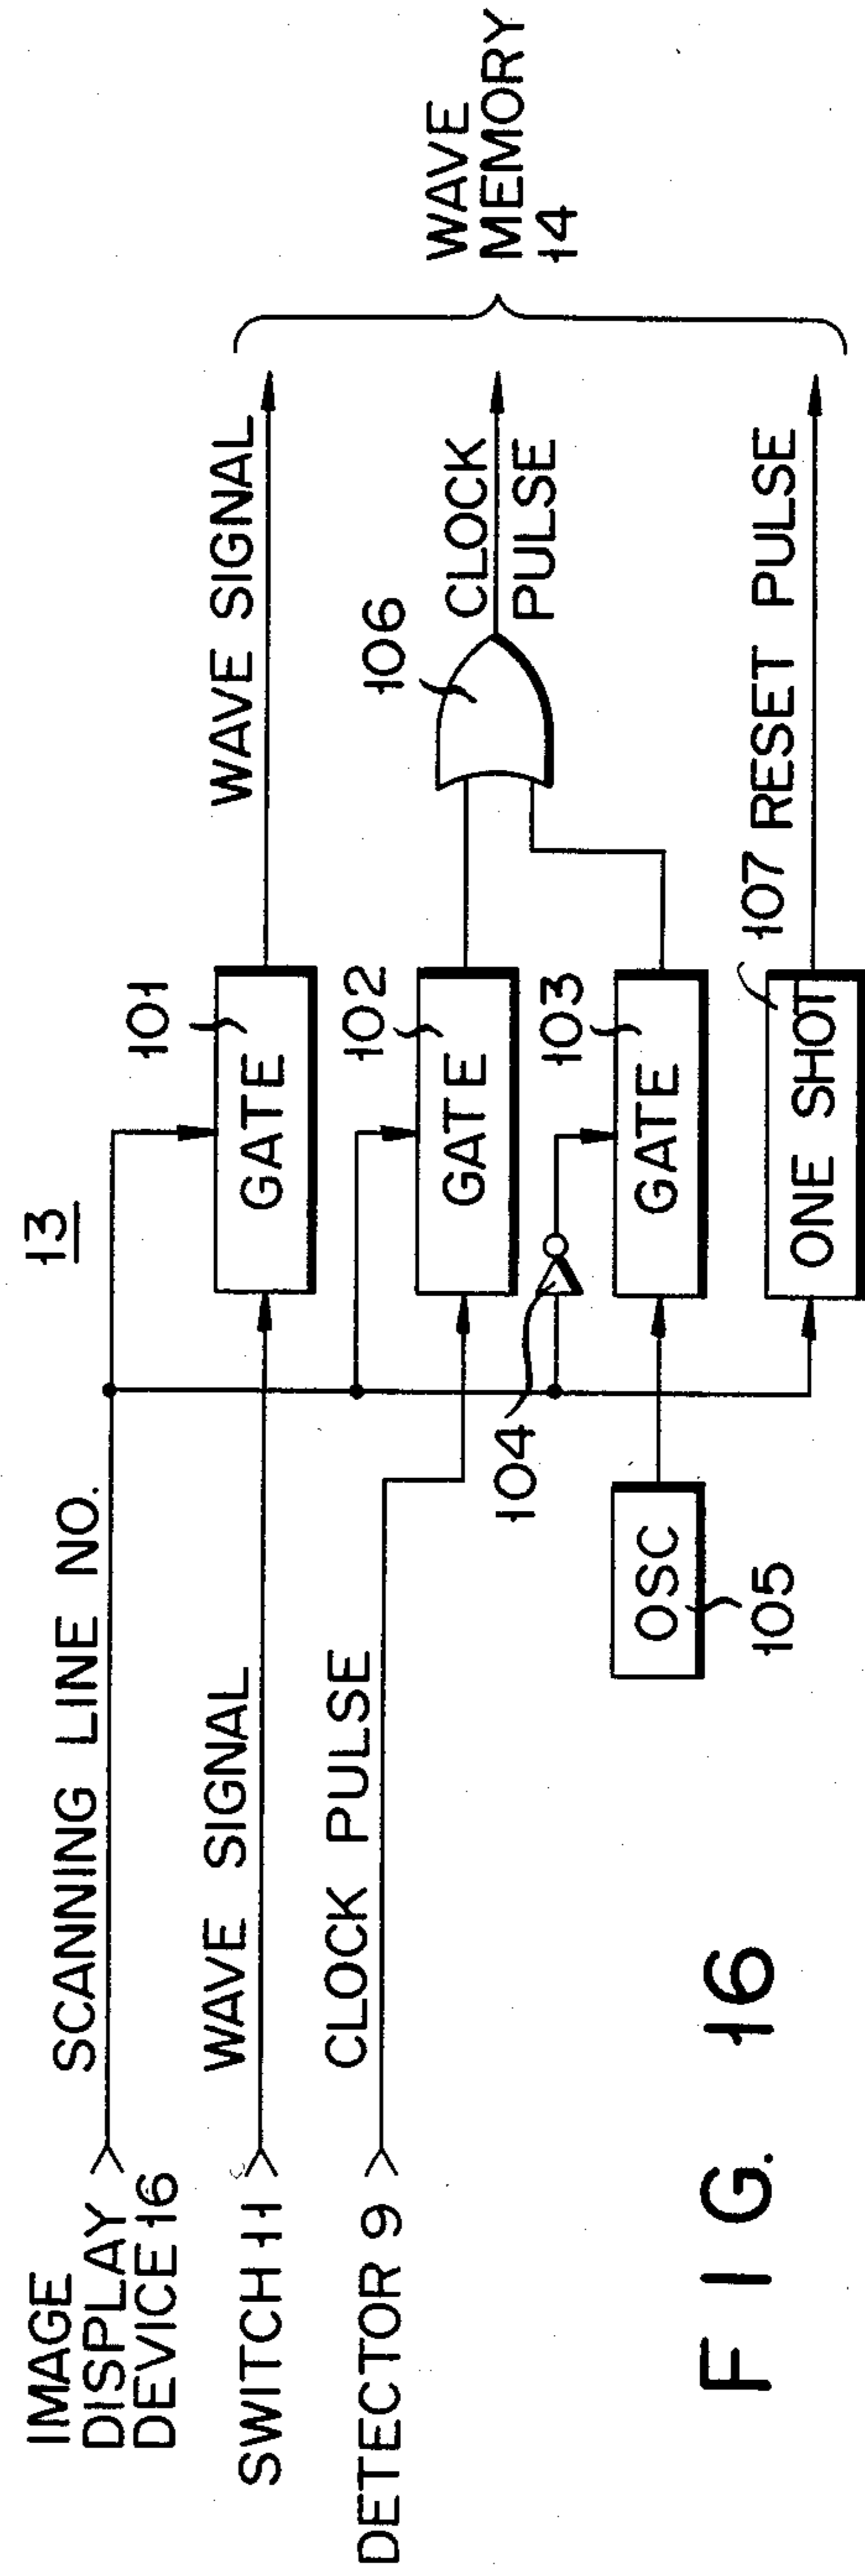 13
IMAGE
DISPLAY
DEVICE 16
SCANNING LINE NO.
SWITCH 11
WAVE SIGNAL
DETECTOR 9
CLOCK PULSE
101
GATE
WAVE SIGNAL
102
GATE
104
103
GATE
OSC
105
106
CLOCK
PULSE
107
ONE SHOT
RESET PULSE
WAVE
MEMORY
14
FIG. 16